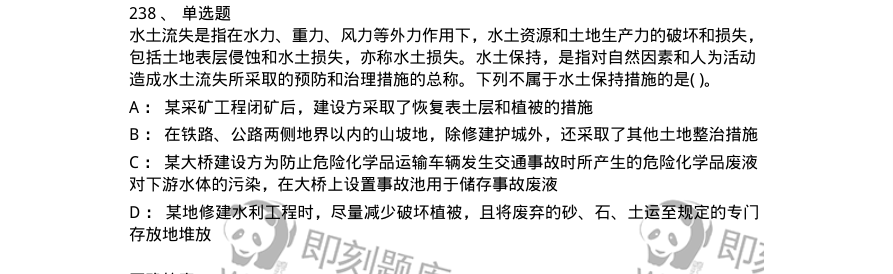 238 、 单选题
水土流失是指在水力、重力、风力等外力作用下，水土资源和土地生产力的破坏和损失，
包括土地表层侵蚀和水土损失，亦称水土损失。水土保持，是指对自然因素和人为活动
造成水土流失所采取的预防和治理措施的总称。下列不属于水土保持措施的是( )。
A ： 某采矿工程闭矿后，建设方采取了恢复表土层和植被的措施
B ： 在铁路、公路两侧地界以内的山坡地，除修建护城外，还采取了其他土地整治措施
C ： 某大桥建设方为防止危险化学品运输车辆发生交通事故时所产生的危险化学品废液
对下游水体的污染，在大桥上设置事故池用于储存事故废液
D ： 某地修建水利工程时，尽量减少破坏植被，且将废弃的砂、石、土运至规定的专门
存放地堆放
即刻题库
即刻